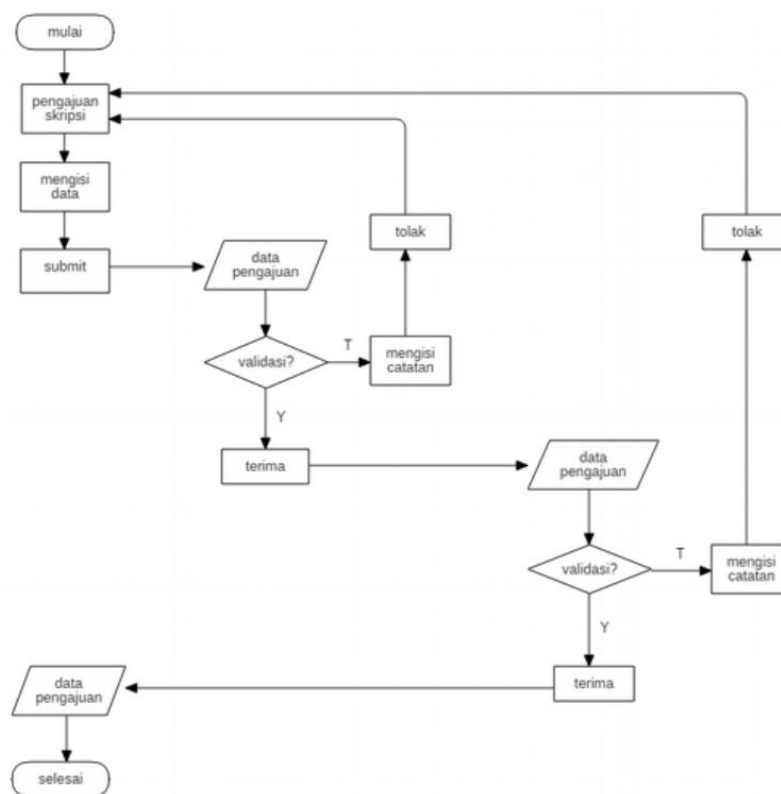 mulai
pengajuan
skripsi
mengisi
data
submit
data
pengajuan
validasi?
T
mengisi
catatan
tolak
Y
terima
data
pengajuan
validasi?
T
mengisi
catatan
tolak
Y
terima
data
pengajuan
selesai